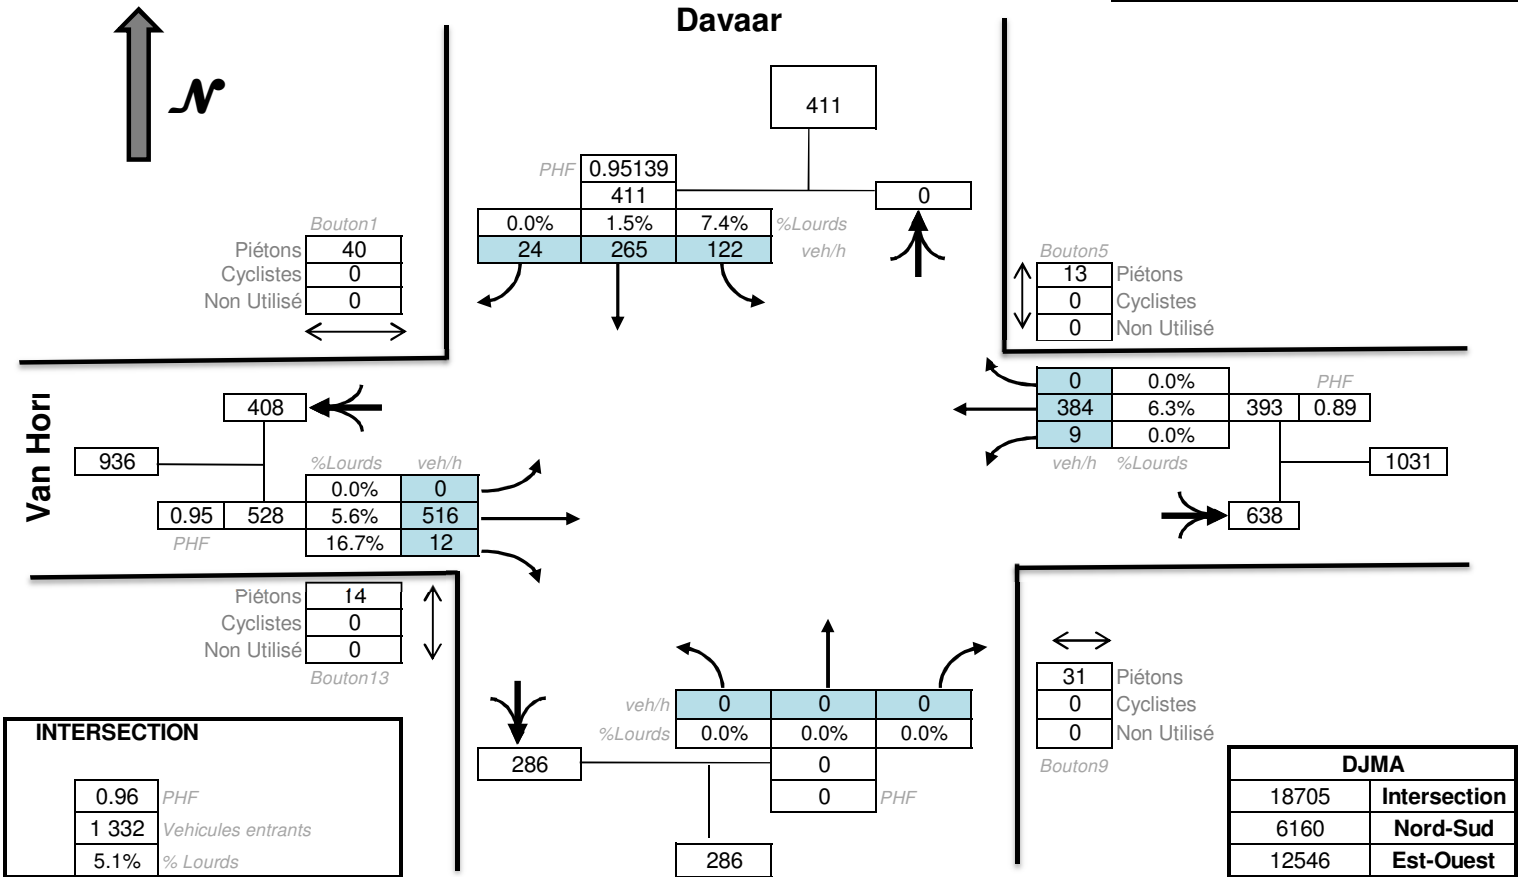 Davaar
N
411
PHF 0.95139
411
0
0.0% 1.5% 7.4% %Lourds
24 265 122 veh/h
Bouton1
Piétons 40
Cyclistes 0
Non Utilisé 0
Bouton5
13 Piétons
0 Cyclistes
0 Non Utilisé
Van Hori
408
936
%Lourds veh/h
0.0% 0
0.95 528 5.6% 516
PHF 16.7% 12
0 0.0% PHF
384 6.3% 393 0.89
9 0.0%
veh/h %Lourds
1031
638
Piétons 14
Cyclistes 0
Non Utilisé 0
Bouton13
veh/h 0 0 0
%Lourds 0.0% 0.0% 0.0%
286 0
0 PHF
286
31 Piétons
0 Cyclistes
0 Non Utilisé
Bouton9
INTERSECTION
0.96 PHF
1 332 Vehicules entrants
5.1% % Lourds
DJMA
18705 Intersection
6160 Nord-Sud
12546 Est-Ouest